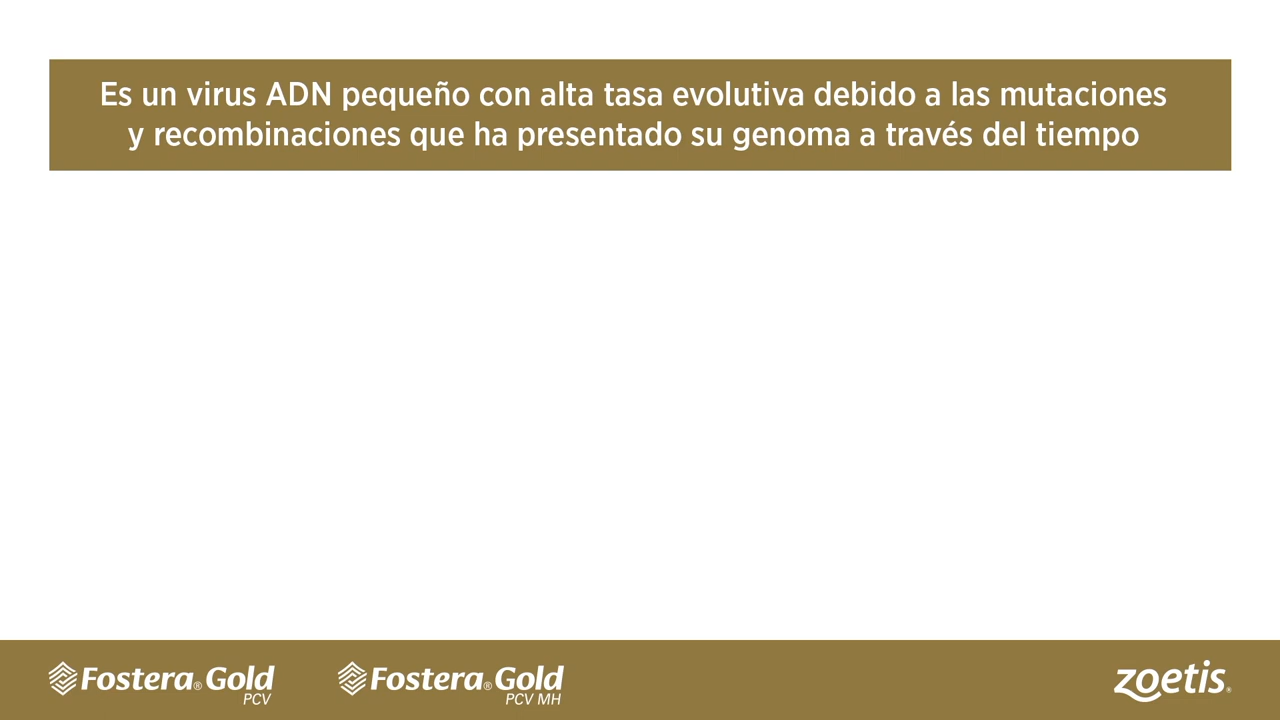 Es un virus ADN pequeño con alta tasa evolutiva debido a las mutaciones
y recombinaciones que ha presentado su genoma a través del tiempo
Fostera® Gold
PCV
Fostera® Gold
PCV MH
zoetis®